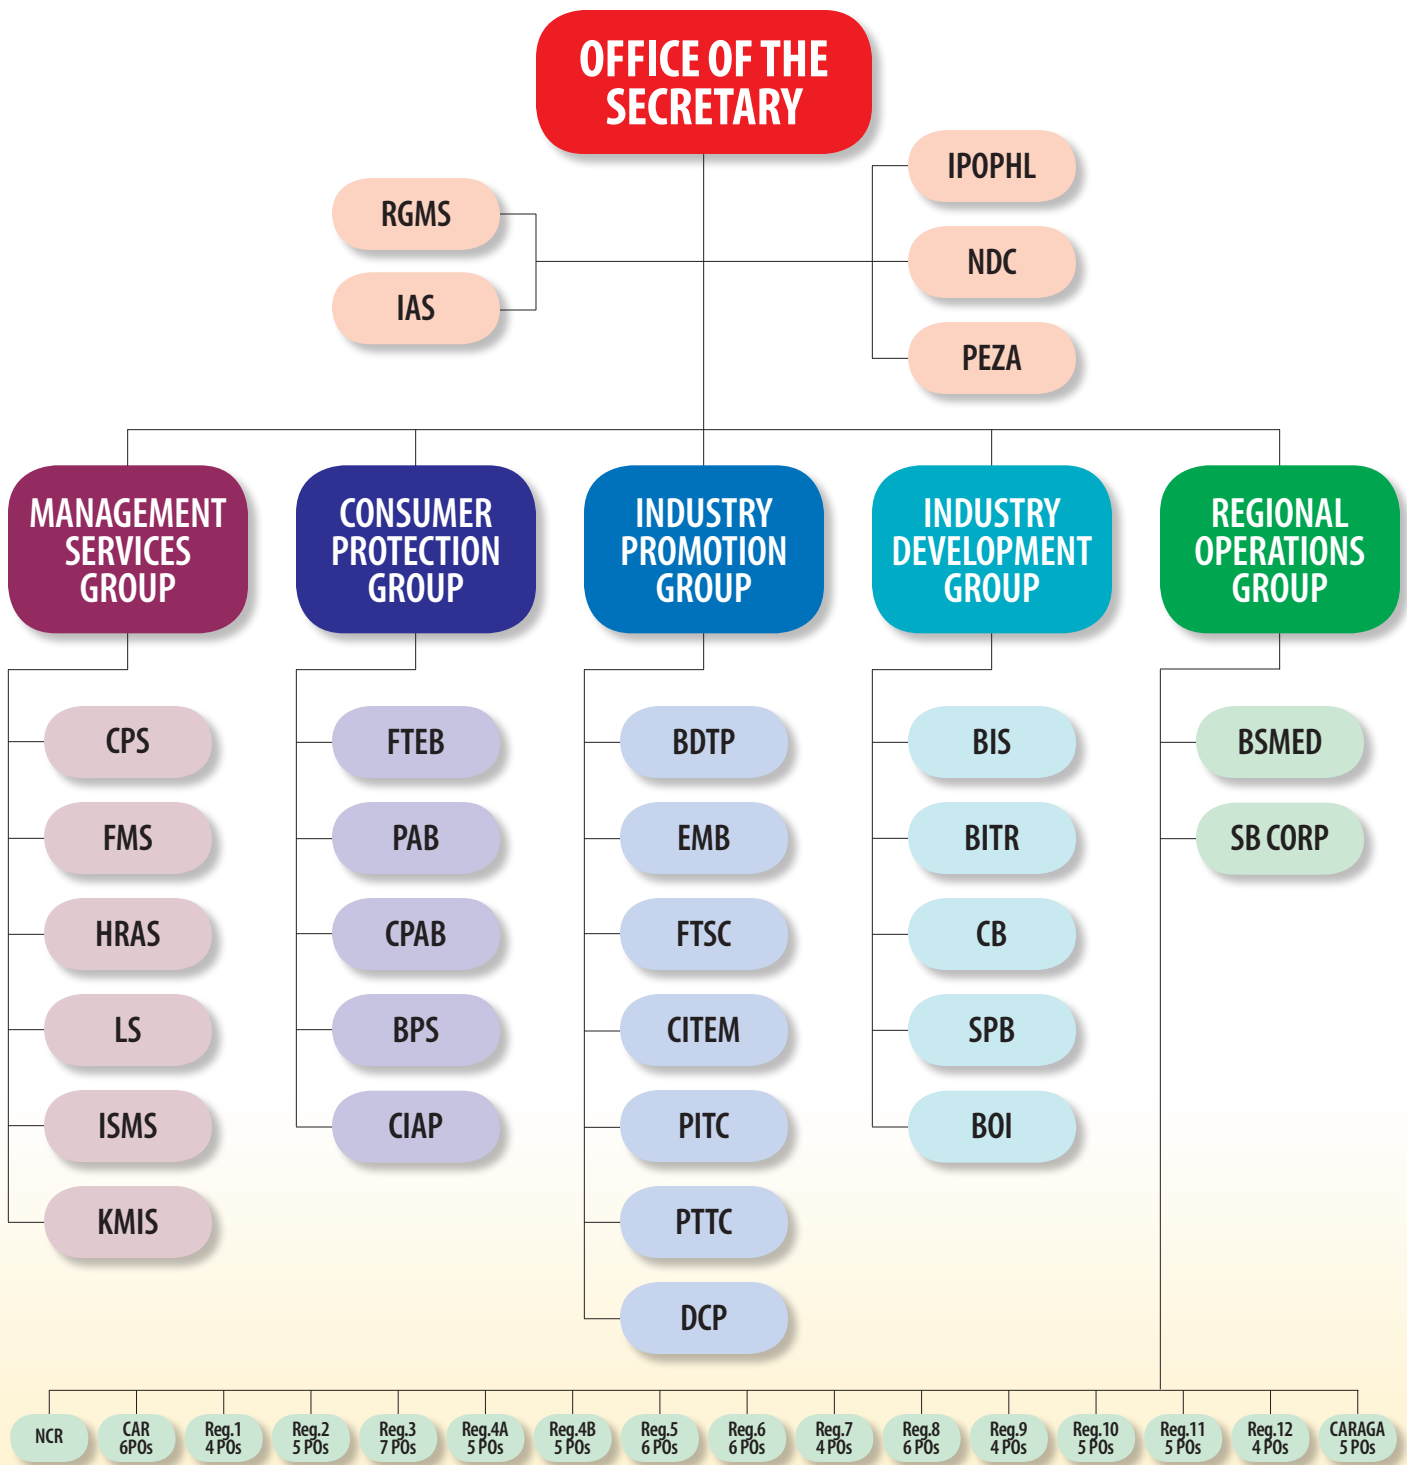 OFFICE OF THE
SECRETARY
RGMS
IAS
IPOPHL
NDC
PEZA
MANAGEMENT
SERVICES
GROUP
CONSUMER
PROTECTION
GROUP
INDUSTRY
PROMOTION
GROUP
INDUSTRY
DEVELOPMENT
GROUP
REGIONAL
OPERATIONS
GROUP
CPS
FMS
HRAS
LS
ISMS
KMIS
FTEB
PAB
CPAB
BPS
CIAP
BDTP
EMB
FTSC
CITEM
PITC
PTTC
DCP
BIS
BITR
CB
SPB
BOI
BSMED
SB CORP
NCR
CAR
6POs
Reg.1
4 POs
Reg.2
5 POs
Reg.3
7 POs
Reg.4A
5 POs
Reg.4B
5 POs
Reg.5
6 POs
Reg.6
6 POs
Reg.7
4 POs
Reg.8
6 POs
Reg.9
4 POs
Reg.10
5 POs
Reg.11
5 POs
Reg.12
4 POs
CARAGA
5 POs